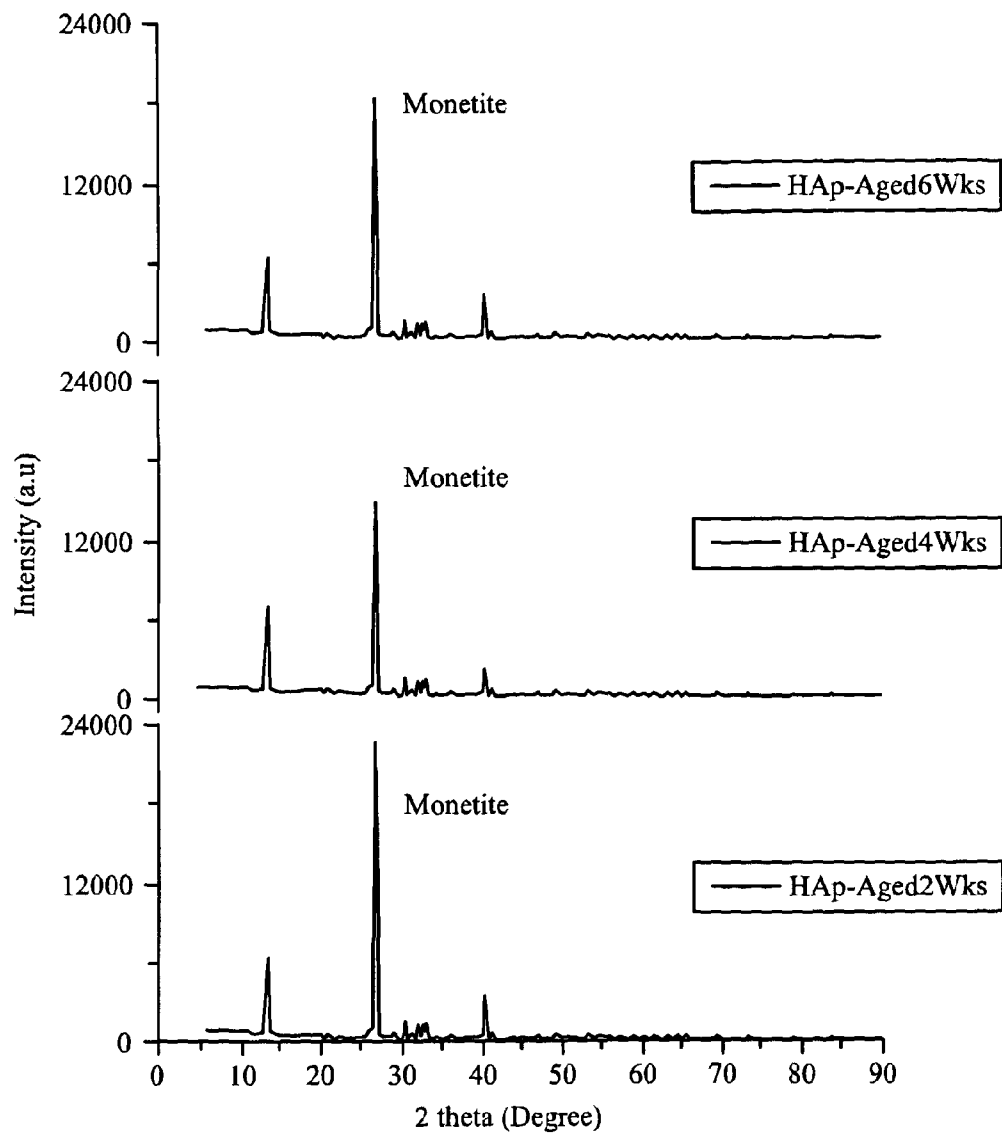 24000
Monetite
HAp-Aged6Wks
12000
0
24000
Monetite
HAp-Aged4Wks
12000
0
24000
Monetite
HAp-Aged2Wks
12000
0
0 10 20 30 40 50 60 70 80 90
2 theta (Degree)
Intensity (a.u)